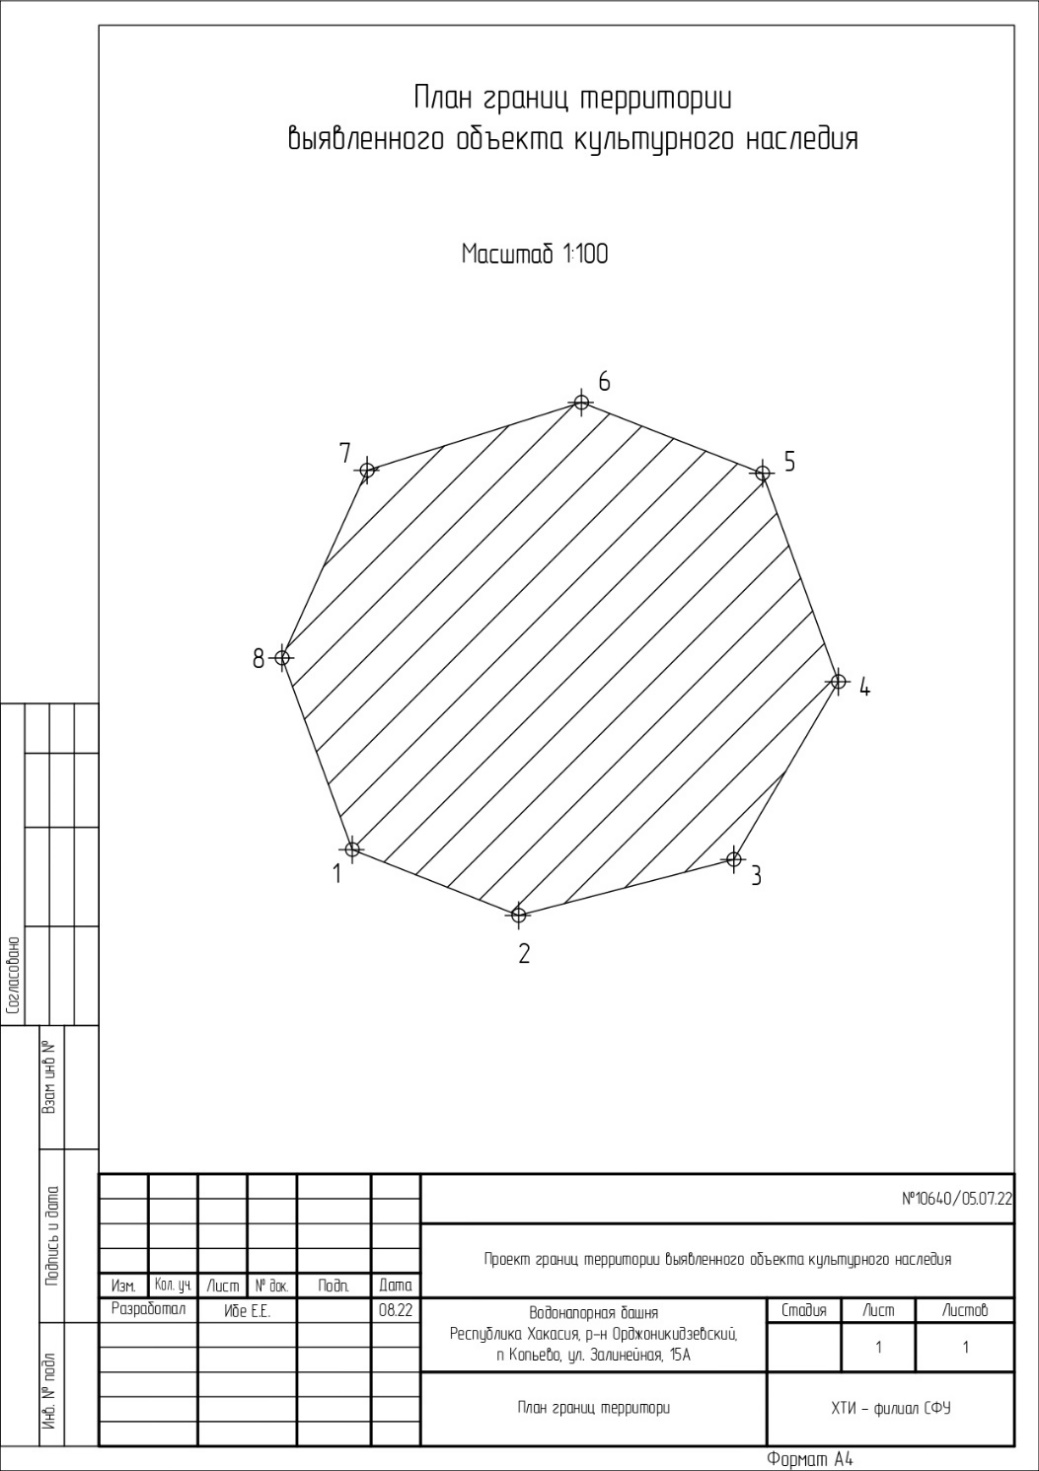 План границ территории
выявленного объекта культурного наследия
Масштаб 1:100
6
7
5
8
4
1
3
2
Согласовано
Взам инв №
Подпись и дата
Инв. № подл
№10640/05.07.22
Проект границ территории выявленного объекта культурного наследия
Изм. Кол. уч. Лист № док. Подп. Дата
Разработал Ибе Е.Е. 08.22
Водонапорная башня
Республика Хакасия, р-н Орджоникидзевский,
п Копьево, ул. Залинейная, 15А
Стадия Лист Листов
1 1
План границ територи
ХТИ - филиал СФУ
Формат А4